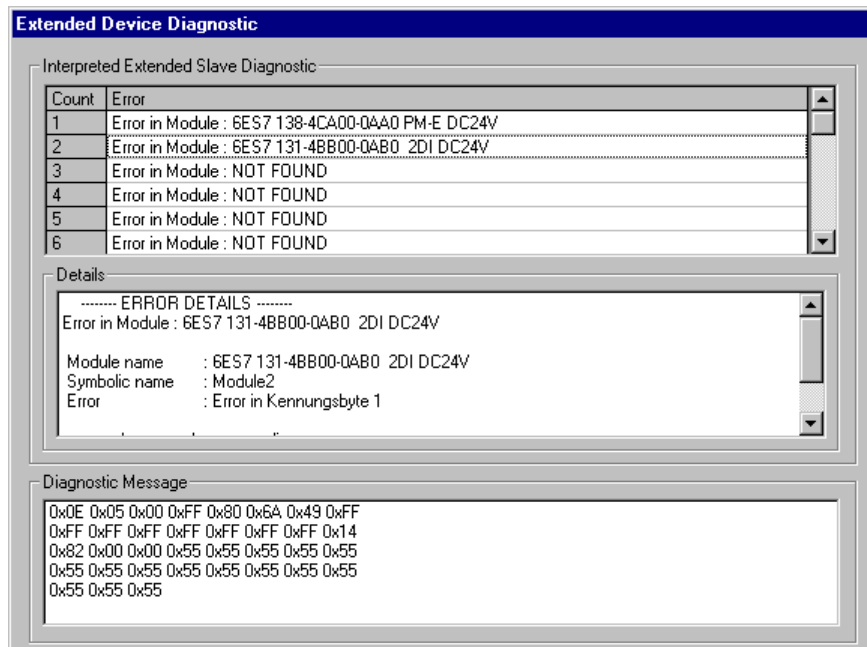 Extended Device Diagnostic
Interpreted Extended Slave Diagnostic
Count Error
1 Error in Module : 6ES7 138-4CA00-0AA0 PM-E DC24V
2 Error in Module : 6ES7 131-4BB00-0AB0 2DI DC24V
3 Error in Module : NOT FOUND
4 Error in Module : NOT FOUND
5 Error in Module : NOT FOUND
6 Error in Module : NOT FOUND
Details
-------- ERROR DETAILS --------
Error in Module : 6ES7 131-4BB00-0AB0 2DI DC24V
Module name : 6ES7 131-4BB00-0AB0 2DI DC24V
Symbolic name : Module2
Error : Error in Kennungsbyte 1
Diagnostic Message
0x0E 0x05 0x00 0xFF 0x80 0x6A 0x49 0xFF
0xFF 0xFF 0xFF 0xFF 0xFF 0xFF 0xFF 0x14
0x82 0x00 0x00 0x55 0x55 0x55 0x55 0x55
0x55 0x55 0x55 0x55 0x55 0x55 0x55 0x55
0x55 0x55 0x55